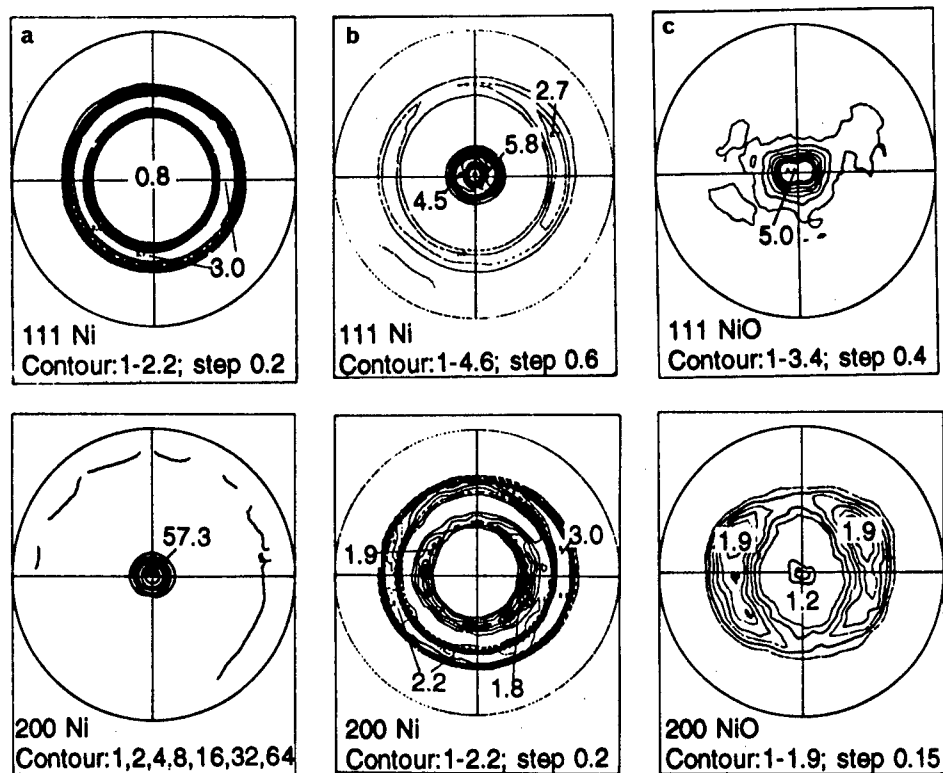 a
0.8
3.0
111 Ni
Contour:1-2.2; step 0.2
b
2.7
5.8
4.5
111 Ni
Contour:1-4.6; step 0.6
c
5.0
111 NiO
Contour:1-3.4; step 0.4
57.3
200 Ni
Contour:1,2,4,8,16,32,64
3.0
1.9
2.2
1.8
200 Ni
Contour:1-2.2; step 0.2
1.9
1.9
1.2
200 NiO
Contour:1-1.9; step 0.15